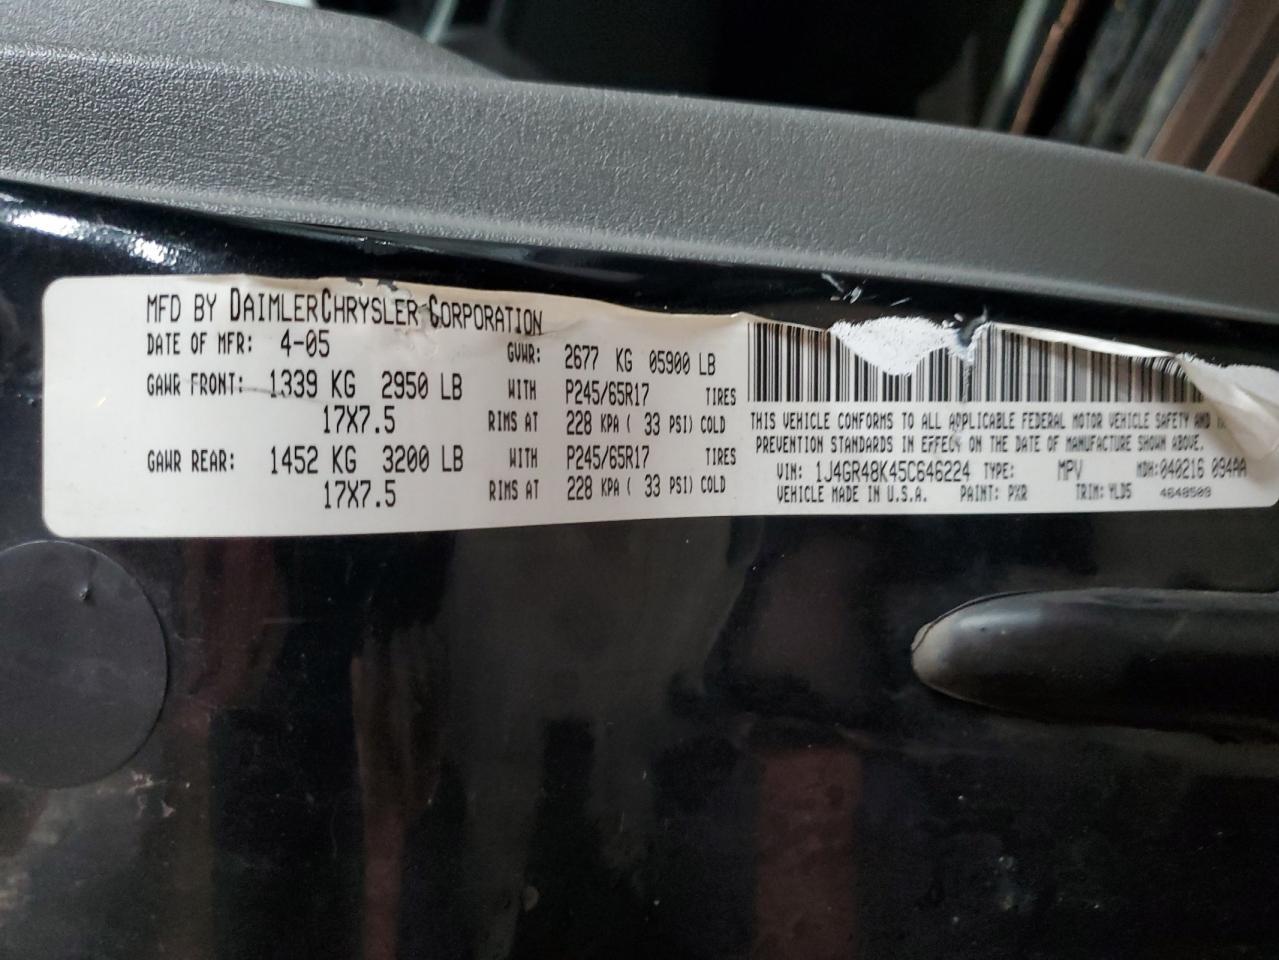 MFD BY DAIMLERCHRYSLER CORPORATION
DATE OF MFR: 4-05 GVWR: 2677 KG 05900 LB
GAWR FRONT: 1339 KG 2950 LB WITH P245/65R17 TIRES
17X7.5 RIMS AT 228 KPA ( 33 PSI) COLD
GAWR REAR: 1452 KG 3200 LB WITH P245/65R17 TIRES
17X7.5 RIMS AT 228 KPA ( 33 PSI) COLD
THIS VEHICLE CONFORMS TO ALL APPLICABLE FEDERAL MOTOR VEHICLE SAFETY AND
PREVENTION STANDARDS IN EFFECT ON THE DATE OF MANUFACTURE SHOWN ABOVE.
VIN: 1J4GR48K45C646224 TYPE: MPV MDH:040216 094AA
VEHICLE MADE IN U.S.A. PAINT: PXR TRIM: YLD5 4648509